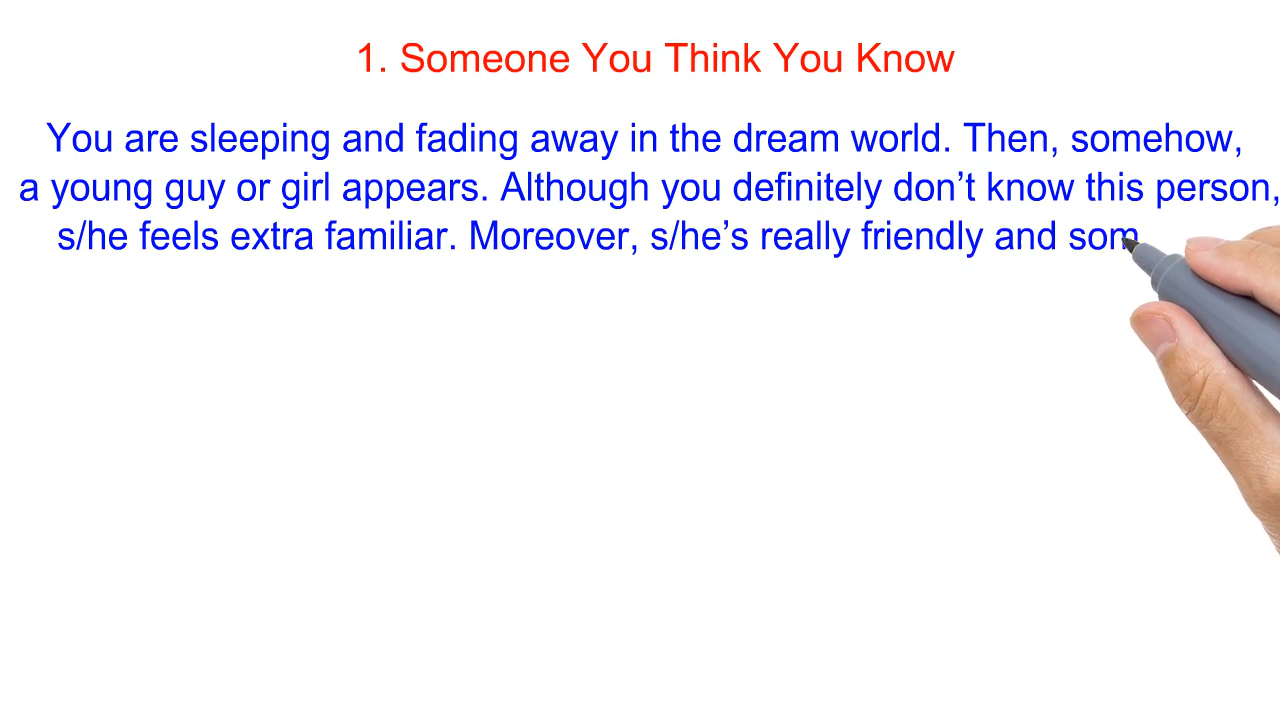 1. Someone You Think You Know
You are sleeping and fading away in the dream world. Then, somehow,
a young guy or girl appears. Although you definitely don’t know this person,
s/he feels extra familiar. Moreover, s/he’s really friendly and som